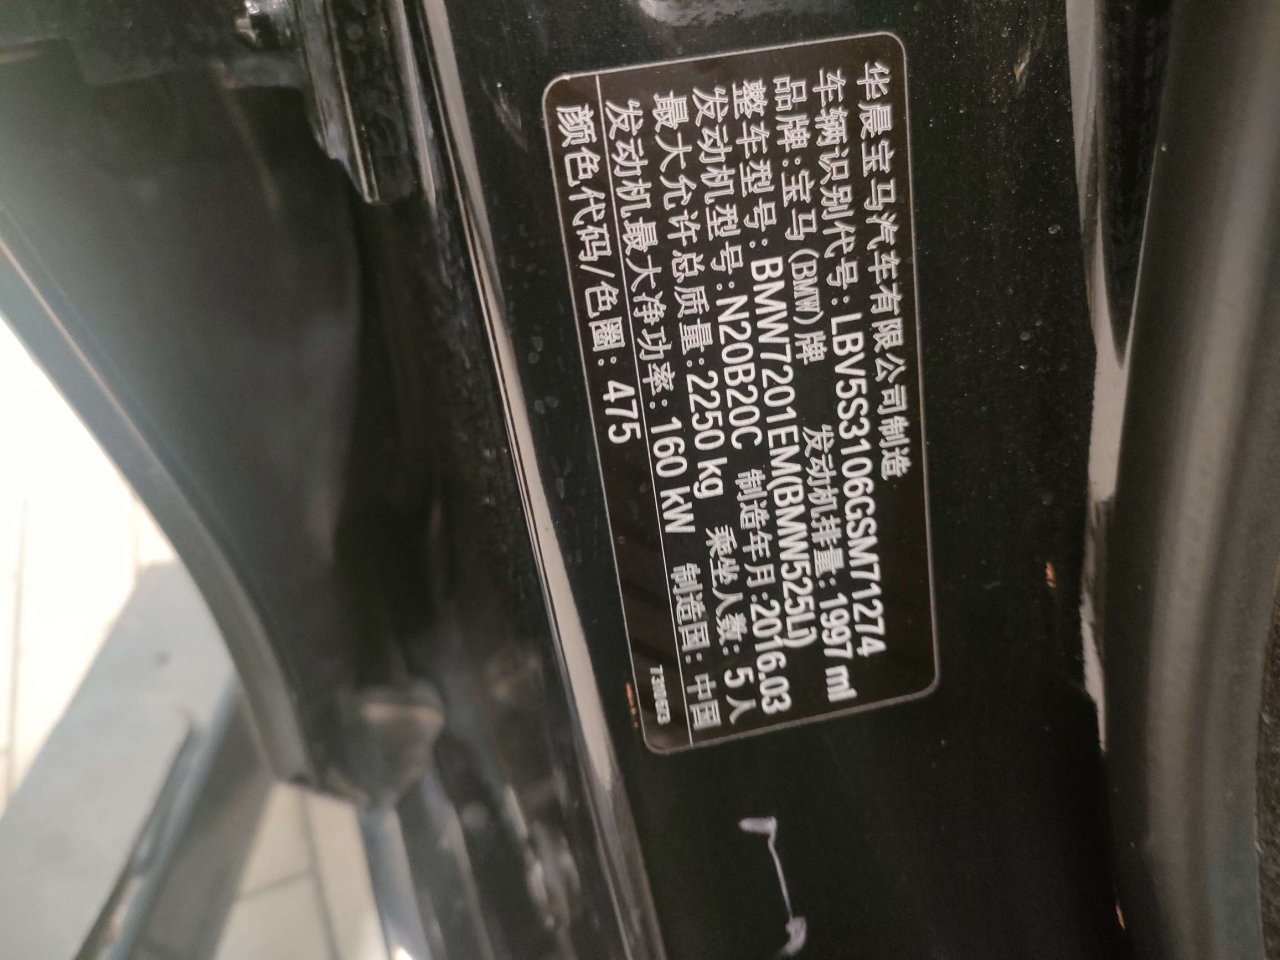 华晨宝马汽车有限公司制造
车辆识别代号:LBV5S3106GSM71274
品牌:宝马(BMW)牌 发动机排量:1997 ml
整车型号:BMW7201EM(BMW525Li)
发动机型号:N20B20C 制造年月:2016.03
最大允许总质量:2250 kg 乘坐人数:5人
发动机最大净功率:160 kW 制造国:中国
颜色代码/色圈:475